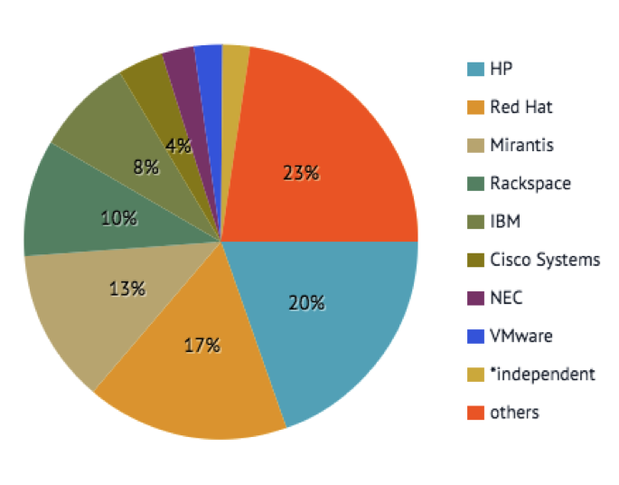 HP
Red Hat
Mirantis
Rackspace
IBM
Cisco Systems
NEC
VMware
*independent
others
4%
8%
23%
10%
13%
20%
17%